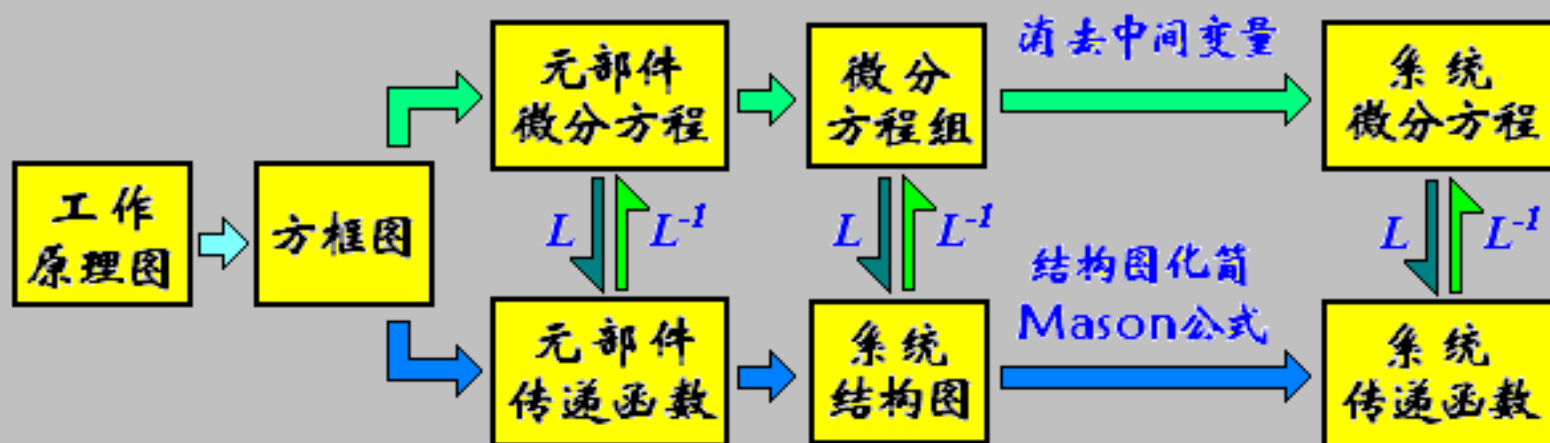 工作
原理图
方框图
元部件
微分方程
微分
方程组
消去中间变量
系统
微分方程
L
L⁻¹
L
L⁻¹
L
L⁻¹
元部件
传递函数
系统
结构图
结构图化简
Mason公式
系统
传递函数